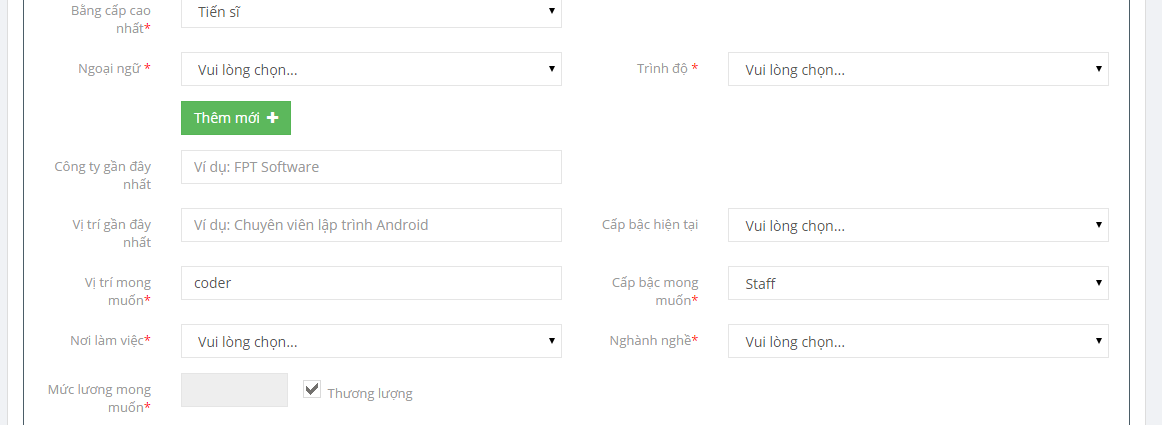 Bằng cấp cao
nhất*
Tiến sĩ
Ngoại ngữ *
Vui lòng chọn...
Trình độ *
Vui lòng chọn...
Thêm mới
Công ty gần đây
nhất
Ví dụ: FPT Software
Vị trí gần đây
nhất
Ví dụ: Chuyên viên lập trình Android
Cấp bậc hiện tại
Vui lòng chọn...
Vị trí mong
muốn*
coder
Cấp bậc mong
muốn*
Staff
Nơi làm việc*
Vui lòng chọn...
Nghành nghề*
Vui lòng chọn...
Mức lương mong
muốn*
Thương lượng